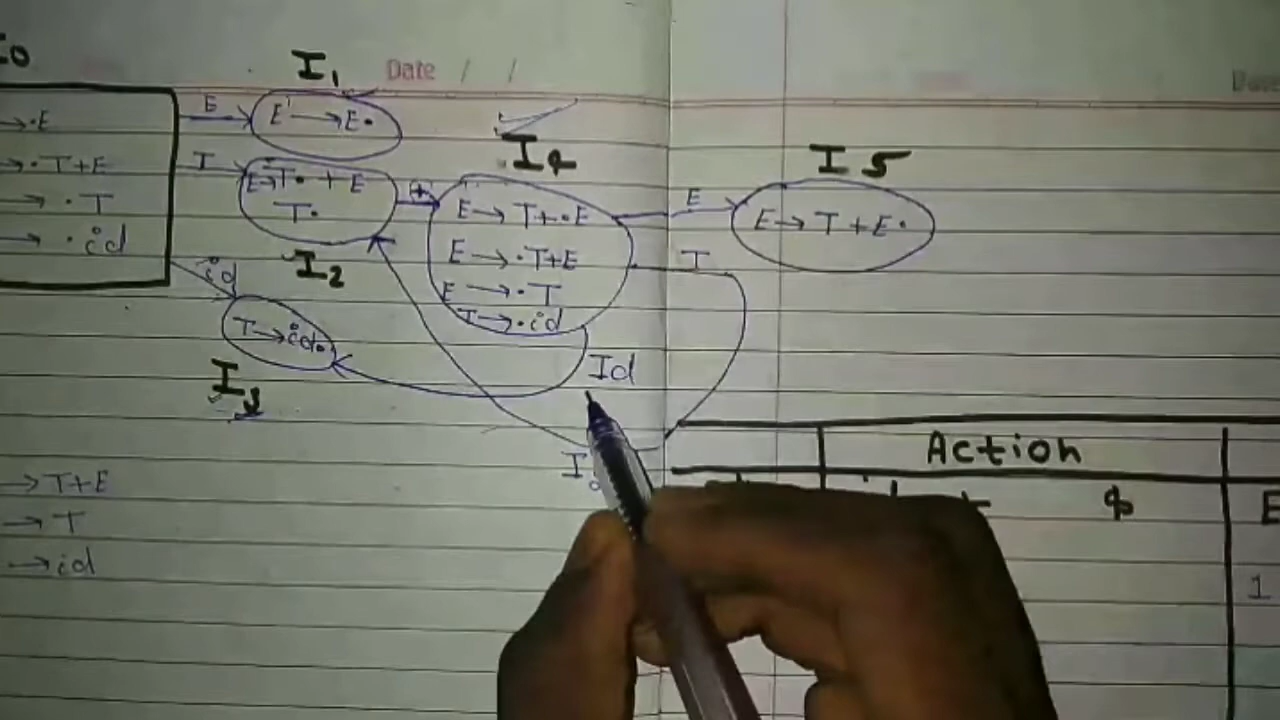 I0
I1
Date / /
→·E
E
E' → E·
I4
I5
→·T+E
T
E→T· + E
+
E → T+·E
E
E → T + E·
→ ·T
T·
E → ·T+E
T
→ ·id
I2
E → ·T
id
T→·id
T→id·
Id
I3
Action
→ T+E
I
→ T
$
E
→ id
1